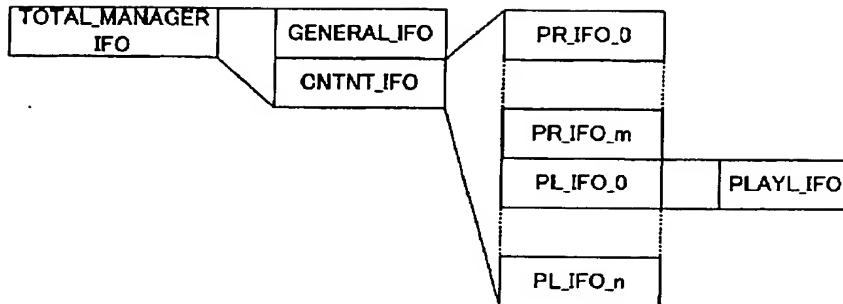 TOTAL_MANAGER
IFO
GENERAL_IFO
CNTNT_IFO
PR_IFO_0
PR_IFO_m
PL_IFO_0
PLAYL_IFO
PL_IFO_n